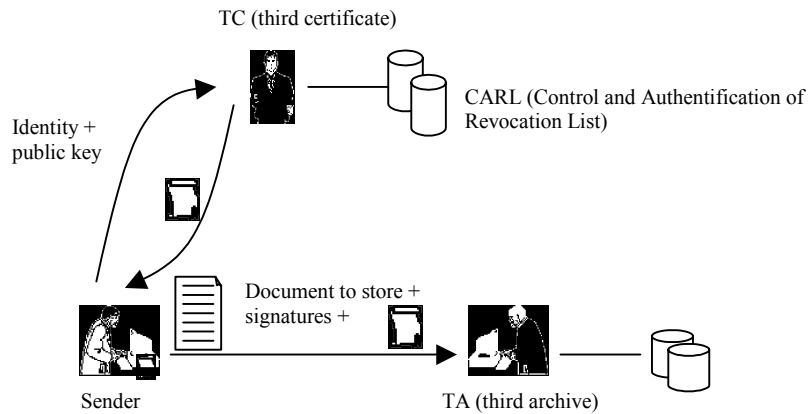 TC (third certificate)
CARL (Control and Authentification of
Revocation List)
Identity +
public key
Document to store +
signatures +
Sender
TA (third archive)